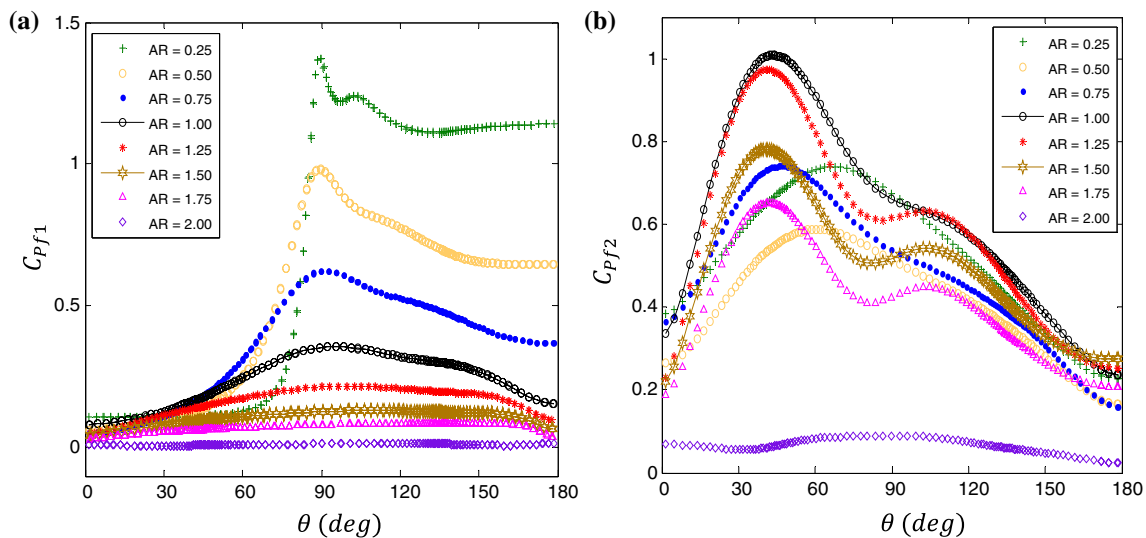 (a)
1.5
1
0.5
0
C_Pf1
AR = 0.25
AR = 0.50
AR = 0.75
AR = 1.00
AR = 1.25
AR = 1.50
AR = 1.75
AR = 2.00
0 30 60 90 120 150 180
θ (deg)
(b)
1
0.8
0.6
0.4
0.2
0
C_Pf2
AR = 0.25
AR = 0.50
AR = 0.75
AR = 1.00
AR = 1.25
AR = 1.50
AR = 1.75
AR = 2.00
0 30 60 90 120 150 180
θ (deg)